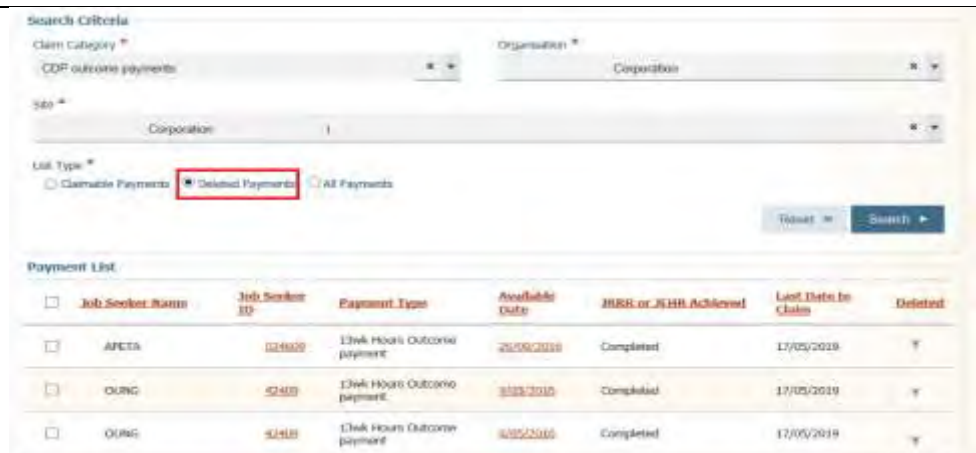 Search Criteria
Claim Category * Organisation *
CDP outcome payments Corporation
Site *
Corporation
List Type *
Claimable Payments Deleted Payments All Payments
Reset Search
Payment List
Job Seeker Name Job Seeker ID Payment Type Available Date Achieved Last Date to Claim Deleted
APETA 13wk Hours Outcome payment Completed 17/05/2019 Y
OUNG 13wk Hours Outcome payment Completed 17/05/2019 Y
OUNG 13wk Hours Outcome payment Completed 17/05/2019 Y